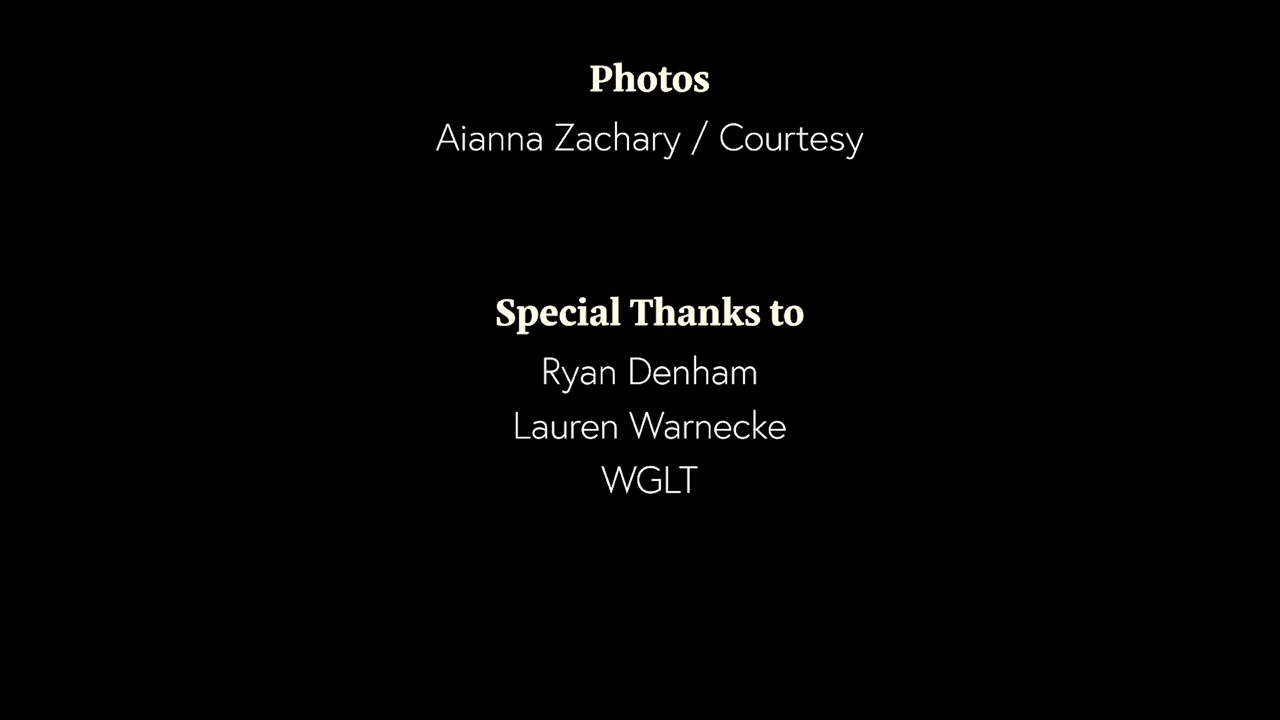 Photos
Aianna Zachary / Courtesy
Special Thanks to
Ryan Denham
Lauren Warnecke
WGLT